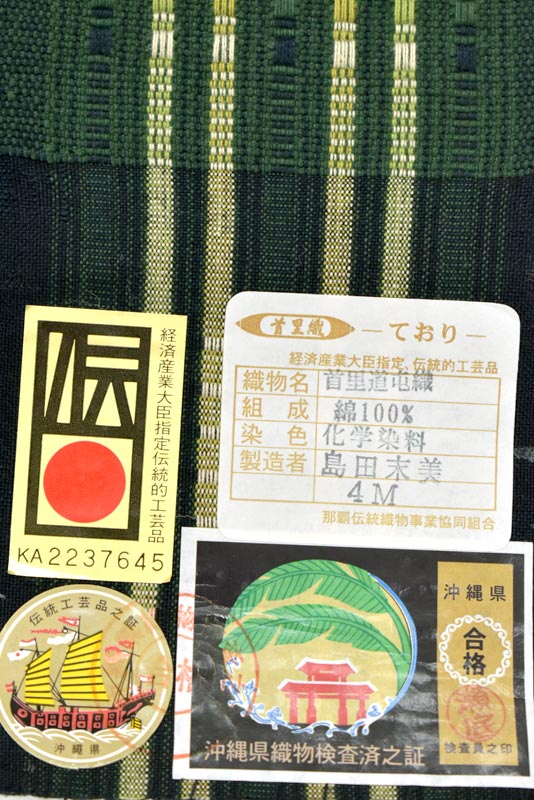 伝
経済産業大臣指定伝統的工芸品
KA2237645
首里織
—ており—
経済産業大臣指定 伝統的工芸品
織物名 首里道屯織
組成 綿100%
染色 化学染料
製造者 島田末美
4M
那覇伝統織物事業協同組合
伝統工芸品之証
沖縄県
沖縄県
合格
検査員之印
沖縄県織物検査済之証